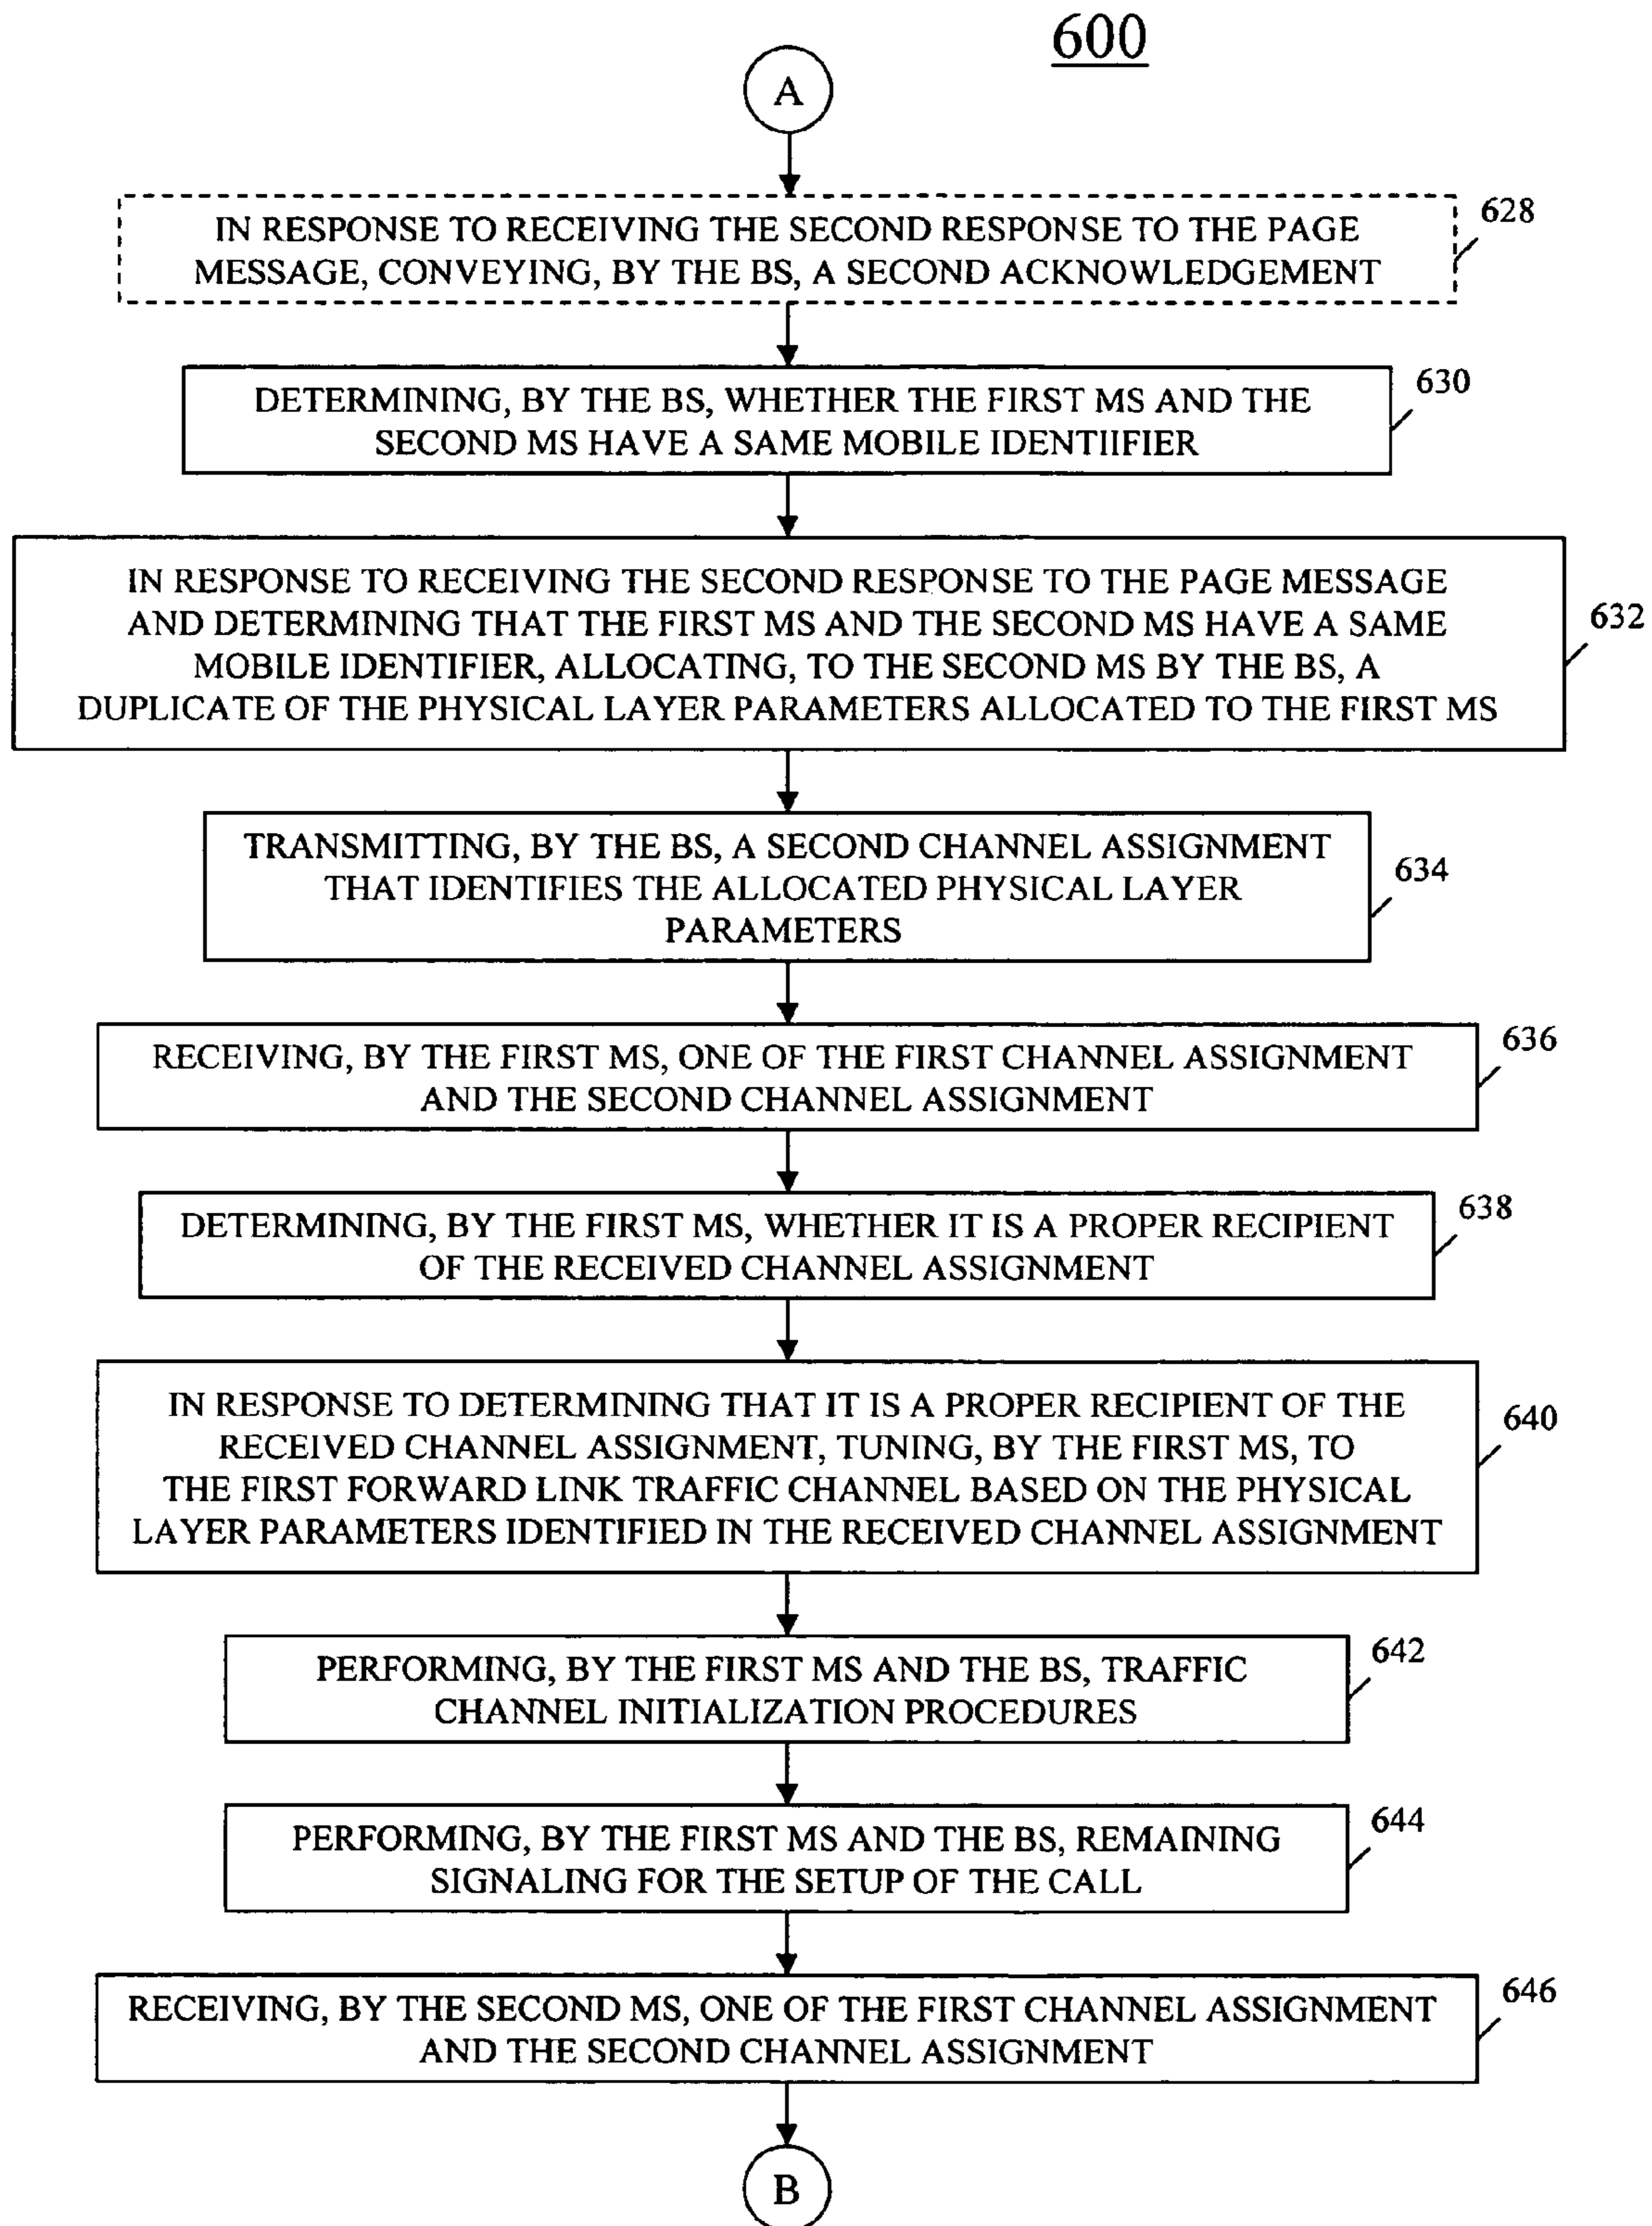 600
A
IN RESPONSE TO RECEIVING THE SECOND RESPONSE TO THE PAGE
MESSAGE, CONVEYING, BY THE BS, A SECOND ACKNOWLEDGEMENT
628
DETERMINING, BY THE BS, WHETHER THE FIRST MS AND THE
SECOND MS HAVE A SAME MOBILE IDENTIIFIER
630
IN RESPONSE TO RECEIVING THE SECOND RESPONSE TO THE PAGE MESSAGE
AND DETERMINING THAT THE FIRST MS AND THE SECOND MS HAVE A SAME
MOBILE IDENTIFIER, ALLOCATING, TO THE SECOND MS BY THE BS, A
DUPLICATE OF THE PHYSICAL LAYER PARAMETERS ALLOCATED TO THE FIRST MS
632
TRANSMITTING, BY THE BS, A SECOND CHANNEL ASSIGNMENT
THAT IDENTIFIES THE ALLOCATED PHYSICAL LAYER
PARAMETERS
634
RECEIVING, BY THE FIRST MS, ONE OF THE FIRST CHANNEL ASSIGNMENT
AND THE SECOND CHANNEL ASSIGNMENT
636
DETERMINING, BY THE FIRST MS, WHETHER IT IS A PROPER RECIPIENT
OF THE RECEIVED CHANNEL ASSIGNMENT
638
IN RESPONSE TO DETERMINING THAT IT IS A PROPER RECIPIENT OF THE
RECEIVED CHANNEL ASSIGNMENT, TUNING, BY THE FIRST MS, TO
THE FIRST FORWARD LINK TRAFFIC CHANNEL BASED ON THE PHYSICAL
LAYER PARAMETERS IDENTIFIED IN THE RECEIVED CHANNEL ASSIGNMENT
640
PERFORMING, BY THE FIRST MS AND THE BS, TRAFFIC
CHANNEL INITIALIZATION PROCEDURES
642
PERFORMING, BY THE FIRST MS AND THE BS, REMAINING
SIGNALING FOR THE SETUP OF THE CALL
644
RECEIVING, BY THE SECOND MS, ONE OF THE FIRST CHANNEL ASSIGNMENT
AND THE SECOND CHANNEL ASSIGNMENT
646
B